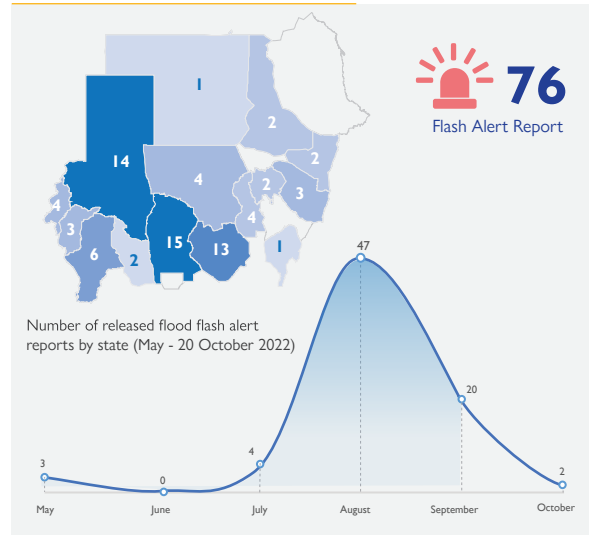 76
Flash Alert Report
1
2
2
14
4
2
3
4
4
3
15
13
1
6
2
47
Number of released flood flash alert
reports by state (May - 20 October 2022)
20
4
3
0
2
May
June
July
August
September
October